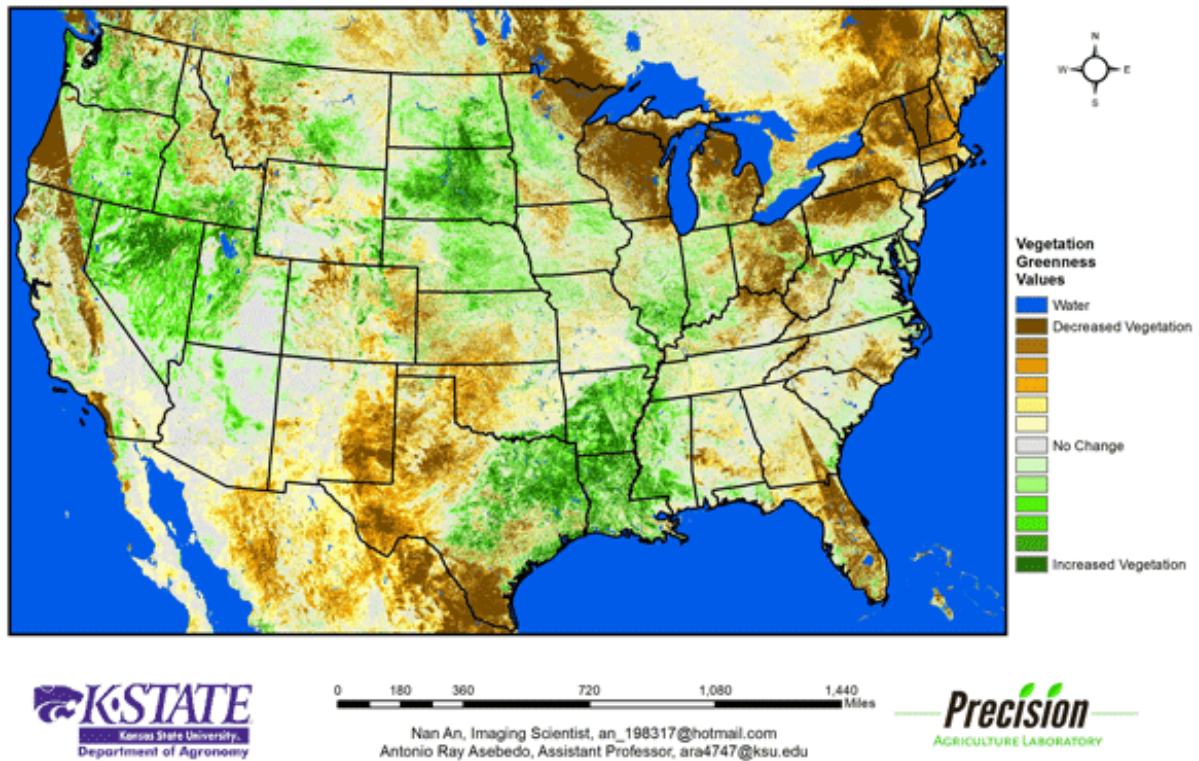 N
W E
S
Vegetation
Greenness
Values
Water
Decreased Vegetation
No Change
Increased Vegetation
K-STATE
Kansas State University
Department of Agronomy
0 180 360 720 1,080 1,440
Miles
Nan An, Imaging Scientist, an_198317@hotmail.com
Antonio Ray Asebedo, Assistant Professor, ara4747@ksu.edu
Precision
AGRICULTURE LABORATORY